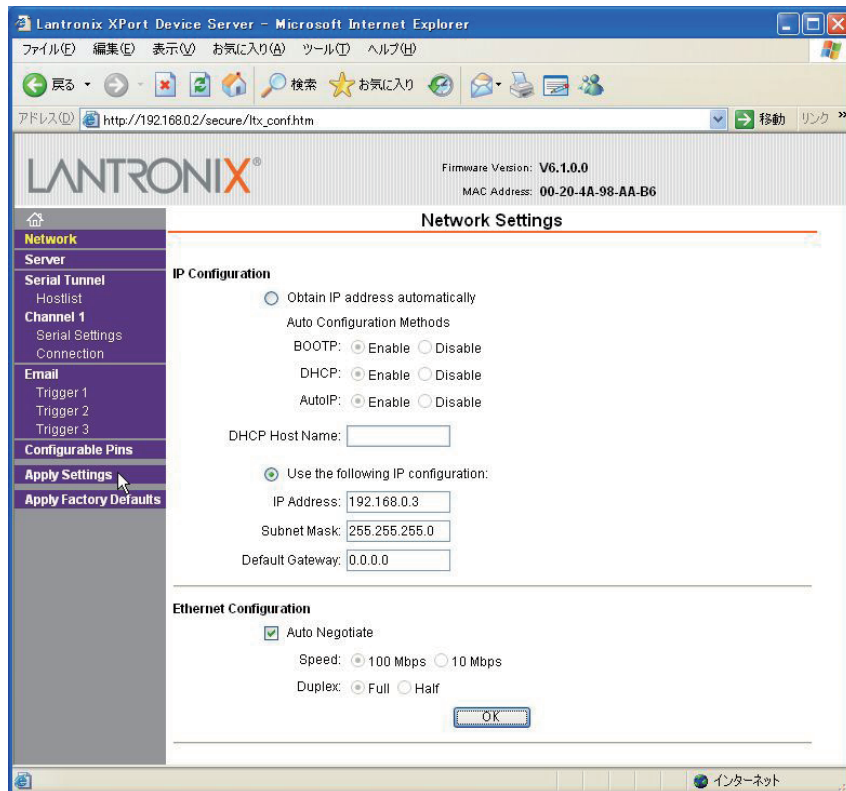 Lantronix XPort Device Server - Microsoft Internet Explorer
ファイル(F) 編集(E) 表示(V) お気に入り(A) ツール(T) ヘルプ(H)
戻る 検索 お気に入り
アドレス(D) http://192.168.0.2/secure/ltx_conf.htm 移動 リンク »
LANTRONIX®
Firmware Version: V6.1.0.0
MAC Address: 00-20-4A-98-AA-B6
Network
Server
Serial Tunnel
Hostlist
Channel 1
Serial Settings
Connection
Email
Trigger 1
Trigger 2
Trigger 3
Configurable Pins
Apply Settings
Apply Factory Defaults
Network Settings
IP Configuration
Obtain IP address automatically
Auto Configuration Methods
BOOTP: Enable Disable
DHCP: Enable Disable
AutoIP: Enable Disable
DHCP Host Name:
Use the following IP configuration:
IP Address: 192.168.0.3
Subnet Mask: 255.255.255.0
Default Gateway: 0.0.0.0
Ethernet Configuration
Auto Negotiate
Speed: 100 Mbps 10 Mbps
Duplex: Full Half
OK
インターネット